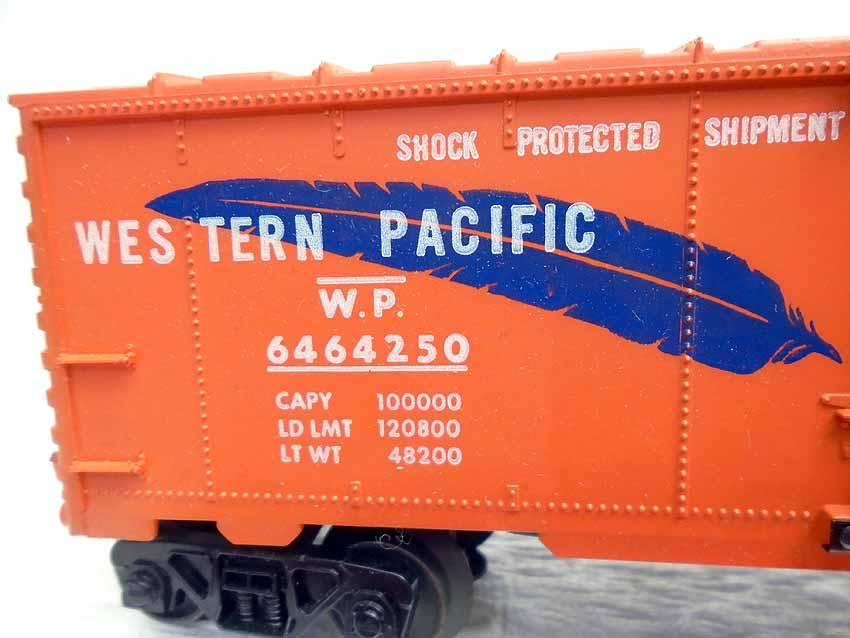 SHOCK PROTECTED SHIPMENT
WESTERN PACIFIC
W.P.
6464250
CAPY 100000
LD LMT 120800
LT WT 48200